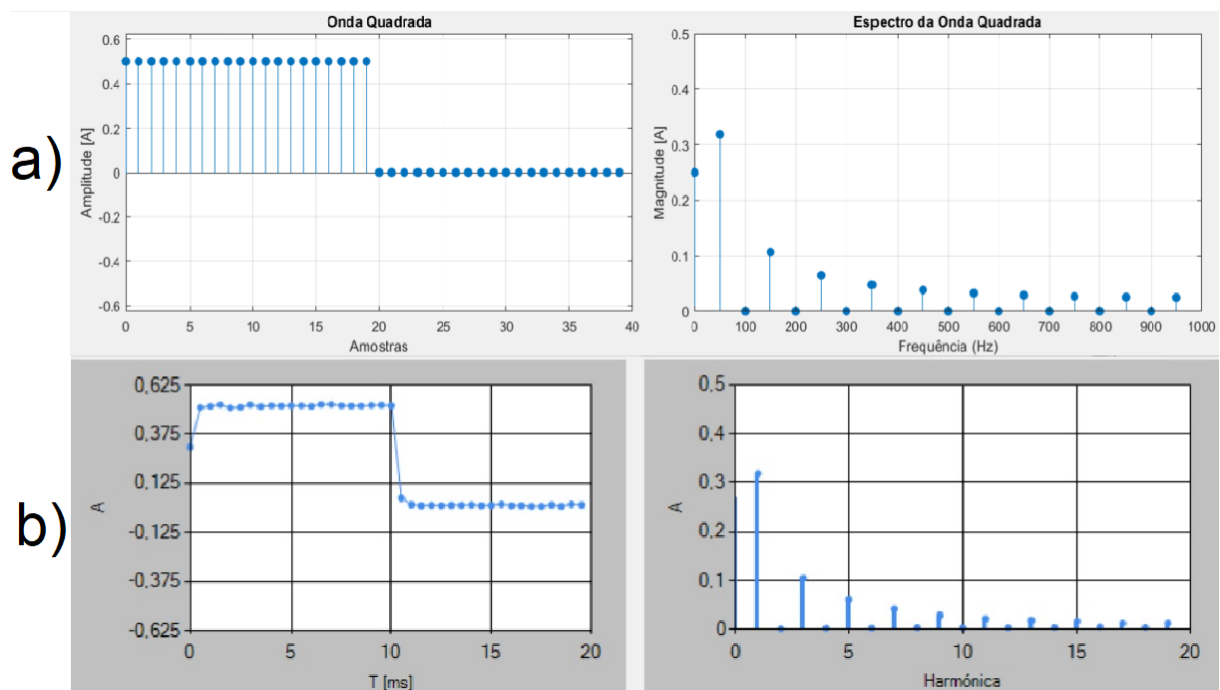 a)
Onda Quadrada
Amplitude [A]
0.6
0.4
0.2
0
-0.2
-0.4
-0.6
0 5 10 15 20 25 30 35 40
Amostras
Espectro da Onda Quadrada
Magnitude [A]
0.5
0.4
0.3
0.2
0.1
0
0 100 200 300 400 500 600 700 800 900 1000
Frequência (Hz)
b)
A
0,625
0,375
0,125
-0,125
-0,375
-0,625
0 5 10 15 20
T [ms]
A
0,5
0,4
0,3
0,2
0,1
0
0 5 10 15 20
Harmónica